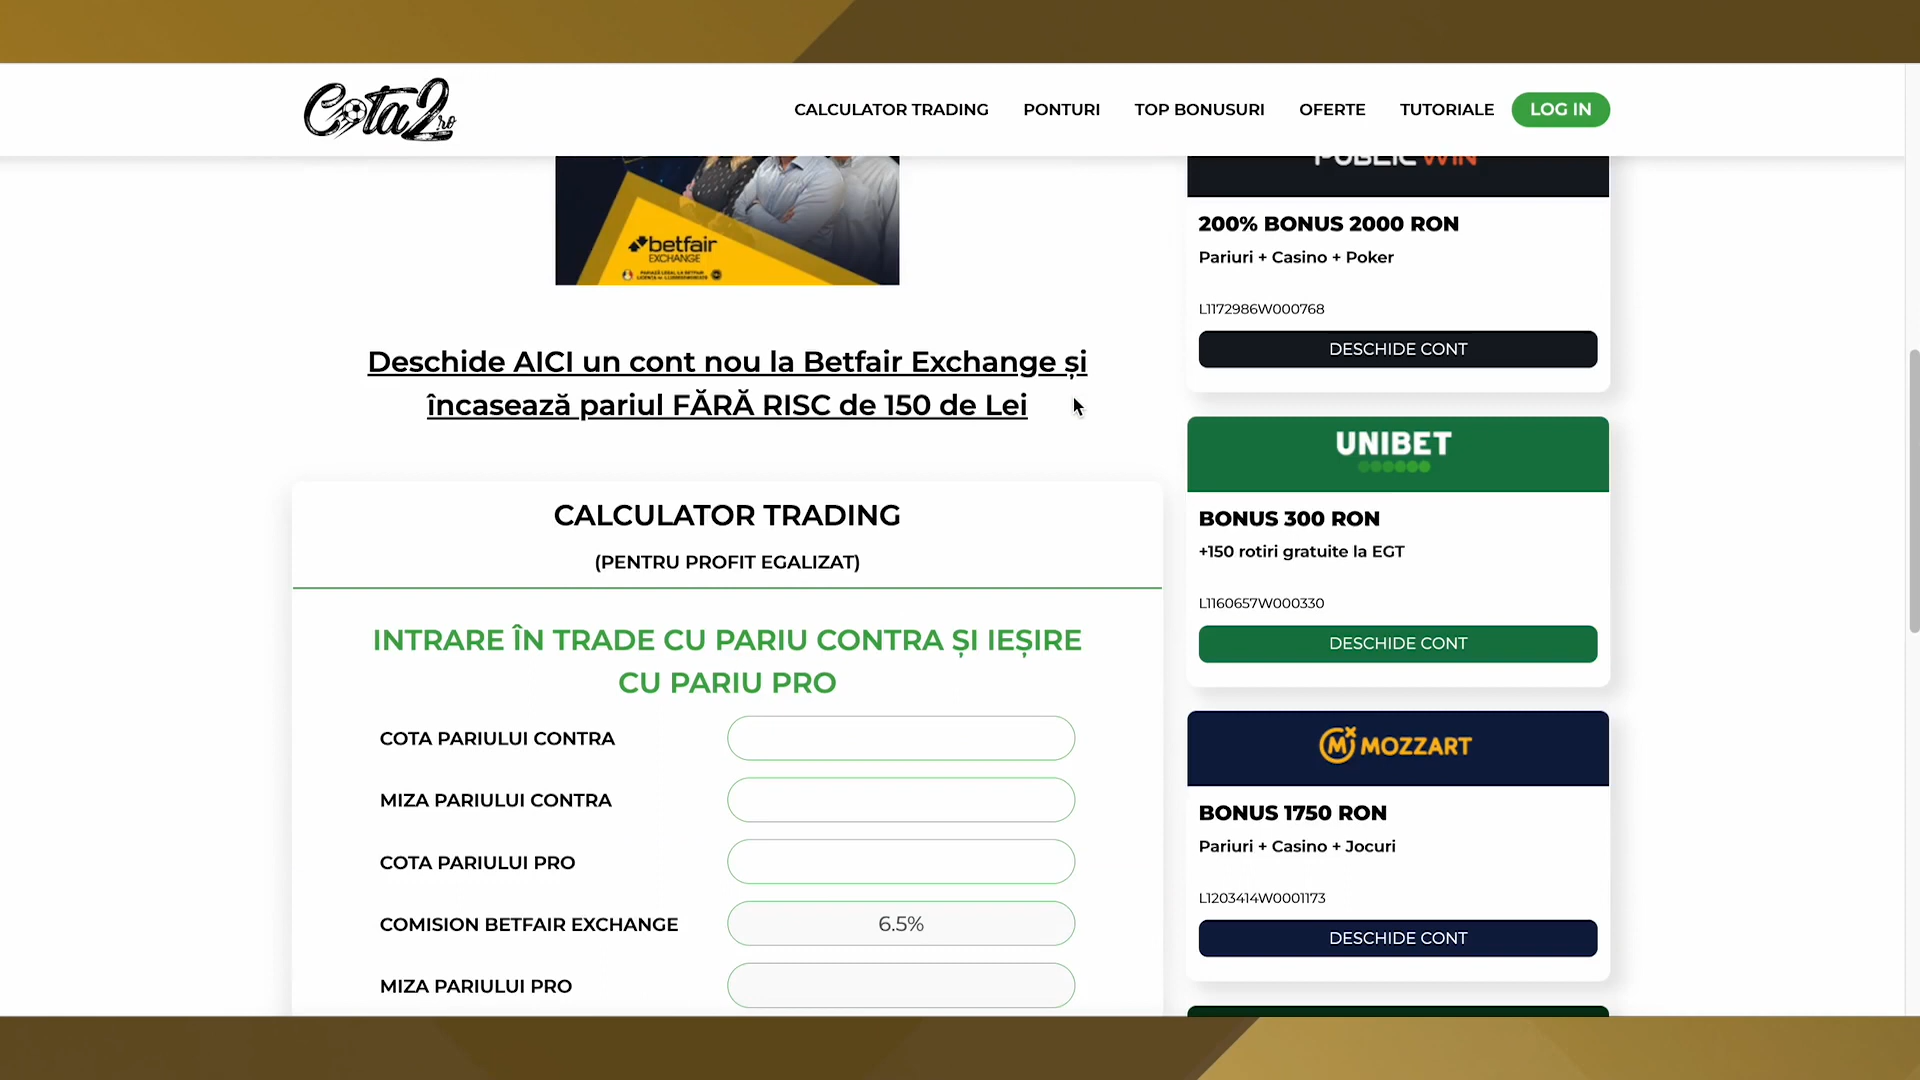 Cota2.ro
CALCULATOR TRADING
PONTURI
TOP BONUSURI
OFERTE
TUTORIALE
LOG IN
betfair
EXCHANGE
Deschide AICI un cont nou la Betfair Exchange și
încasează pariul FĂRĂ RISC de 150 de Lei
CALCULATOR TRADING
(PENTRU PROFIT EGALIZAT)
INTRARE ÎN TRADE CU PARIU CONTRA ȘI IEȘIRE
CU PARIU PRO
COTA PARIULUI CONTRA
MIZA PARIULUI CONTRA
COTA PARIULUI PRO
COMISION BETFAIR EXCHANGE
6.5%
MIZA PARIULUI PRO
PUBLIC WIN
200% BONUS 2000 RON
Pariuri + Casino + Poker
L1172986W000768
DESCHIDE CONT
UNIBET
BONUS 300 RON
+150 rotiri gratuite la EGT
L1160657W000330
DESCHIDE CONT
MOZZART
BONUS 1750 RON
Pariuri + Casino + Jocuri
L1203414W0001173
DESCHIDE CONT